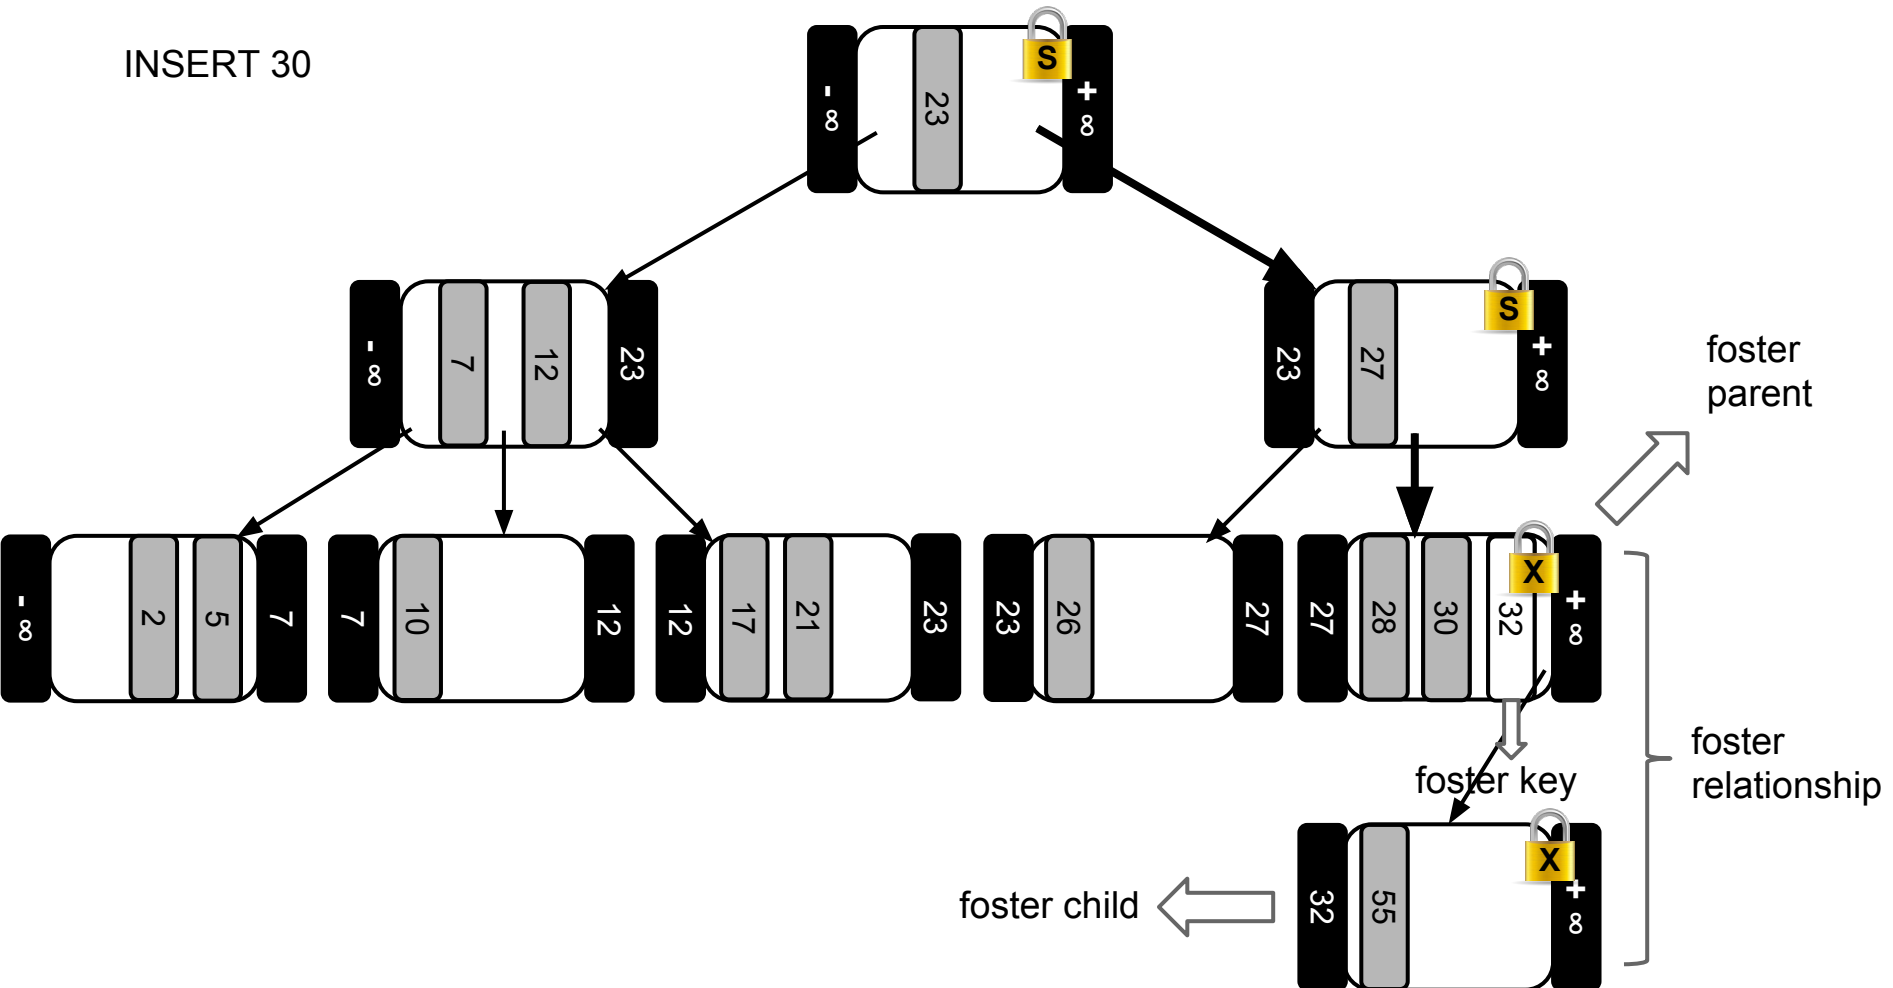 INSERT 30
- ∞
23
S
+ ∞
- ∞
7
12
23
23
27
S
+ ∞
foster
parent
- ∞
2
5
7
7
10
12
12
17
21
23
23
26
27
27
28
30
32
X
+ ∞
foster
relationship
foster key
foster child
32
55
X
+ ∞